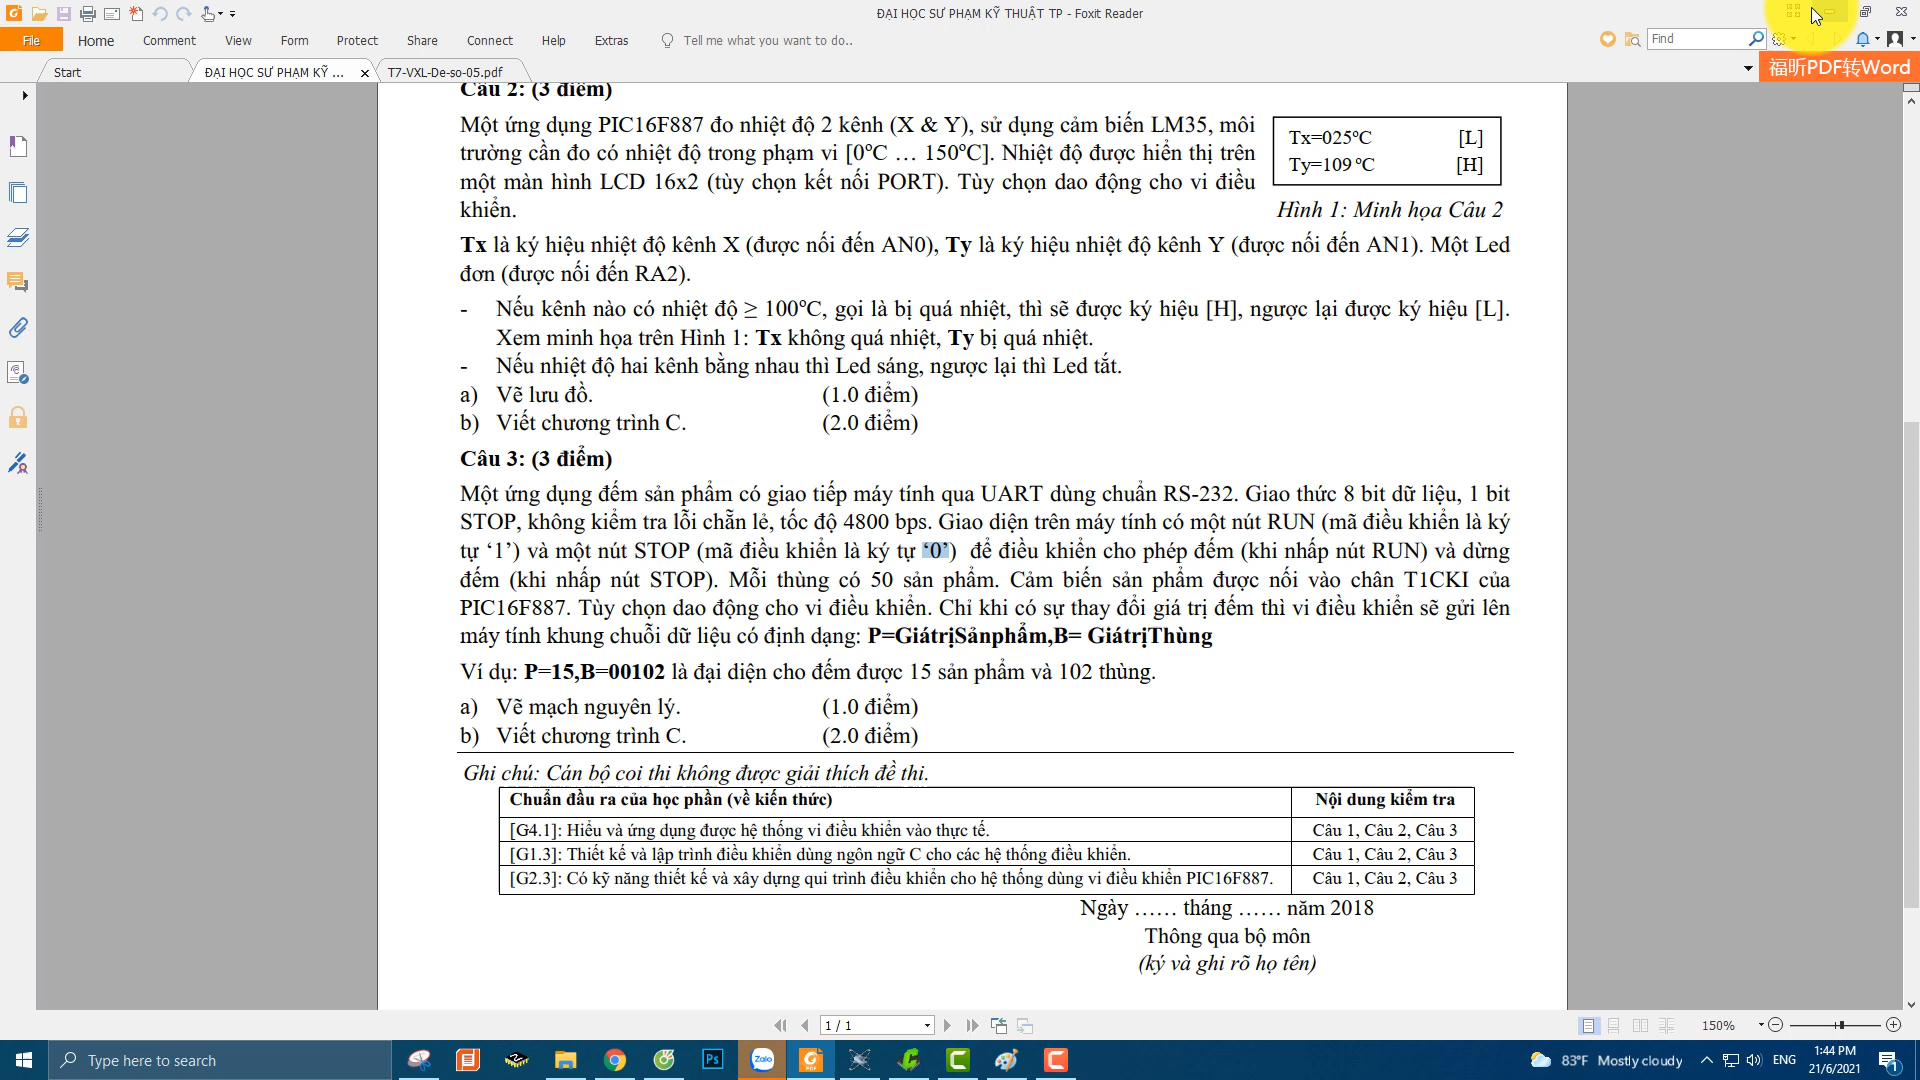 ĐẠI HỌC SƯ PHẠM KỸ THUẬT TP - Foxit Reader
File Home Comment View Form Protect Share Connect Help Extras Tell me what you want to do.. Find
Start ĐẠI HỌC SƯ PHẠM KỸ ... T7-VXL-De-so-05.pdf 福昕PDF转Word
Câu 2: (3 điểm)
Một ứng dụng PIC16F887 đo nhiệt độ 2 kênh (X & Y), sử dụng cảm biến LM35, môi
trường cần đo có nhiệt độ trong phạm vi [0°C … 150°C]. Nhiệt độ được hiển thị trên
một màn hình LCD 16x2 (tùy chọn kết nối PORT). Tùy chọn dao động cho vi điều
khiển.
Tx=025°C [L]
Ty=109 °C [H]
Hình 1: Minh họa Câu 2
Tx là ký hiệu nhiệt độ kênh X (được nối đến AN0), Ty là ký hiệu nhiệt độ kênh Y (được nối đến AN1). Một Led
đơn (được nối đến RA2).
- Nếu kênh nào có nhiệt độ ≥ 100°C, gọi là bị quá nhiệt, thì sẽ được ký hiệu [H], ngược lại được ký hiệu [L].
Xem minh họa trên Hình 1: Tx không quá nhiệt, Ty bị quá nhiệt.
- Nếu nhiệt độ hai kênh bằng nhau thì Led sáng, ngược lại thì Led tắt.
a) Vẽ lưu đồ. (1.0 điểm)
b) Viết chương trình C. (2.0 điểm)
Câu 3: (3 điểm)
Một ứng dụng đếm sản phẩm có giao tiếp máy tính qua UART dùng chuẩn RS-232. Giao thức 8 bit dữ liệu, 1 bit
STOP, không kiểm tra lỗi chẵn lẻ, tốc độ 4800 bps. Giao diện trên máy tính có một nút RUN (mã điều khiển là ký
tự ‘1’) và một nút STOP (mã điều khiển là ký tự ‘0’) để điều khiển cho phép đếm (khi nhấp nút RUN) và dừng
đếm (khi nhấp nút STOP). Mỗi thùng có 50 sản phẩm. Cảm biến sản phẩm được nối vào chân T1CKI của
PIC16F887. Tùy chọn dao động cho vi điều khiển. Chỉ khi có sự thay đổi giá trị đếm thì vi điều khiển sẽ gửi lên
máy tính khung chuỗi dữ liệu có định dạng: P=GiátrịSảnphẩm,B= GiátrịThùng
Ví dụ: P=15,B=00102 là đại diện cho đếm được 15 sản phẩm và 102 thùng.
a) Vẽ mạch nguyên lý. (1.0 điểm)
b) Viết chương trình C. (2.0 điểm)
Ghi chú: Cán bộ coi thi không được giải thích đề thi.
Chuẩn đầu ra của học phần (về kiến thức) Nội dung kiểm tra
[G4.1]: Hiểu và ứng dụng được hệ thống vi điều khiển vào thực tế. Câu 1, Câu 2, Câu 3
[G1.3]: Thiết kế và lập trình điều khiển dùng ngôn ngữ C cho các hệ thống điều khiển. Câu 1, Câu 2, Câu 3
[G2.3]: Có kỹ năng thiết kế và xây dựng qui trình điều khiển cho hệ thống dùng vi điều khiển PIC16F887. Câu 1, Câu 2, Câu 3
Ngày …… tháng …… năm 2018
Thông qua bộ môn
(ký và ghi rõ họ tên)
1 / 1 150%
Type here to search Ps Zalo 83°F Mostly cloudy ENG 1:44 PM
21/6/2021 1